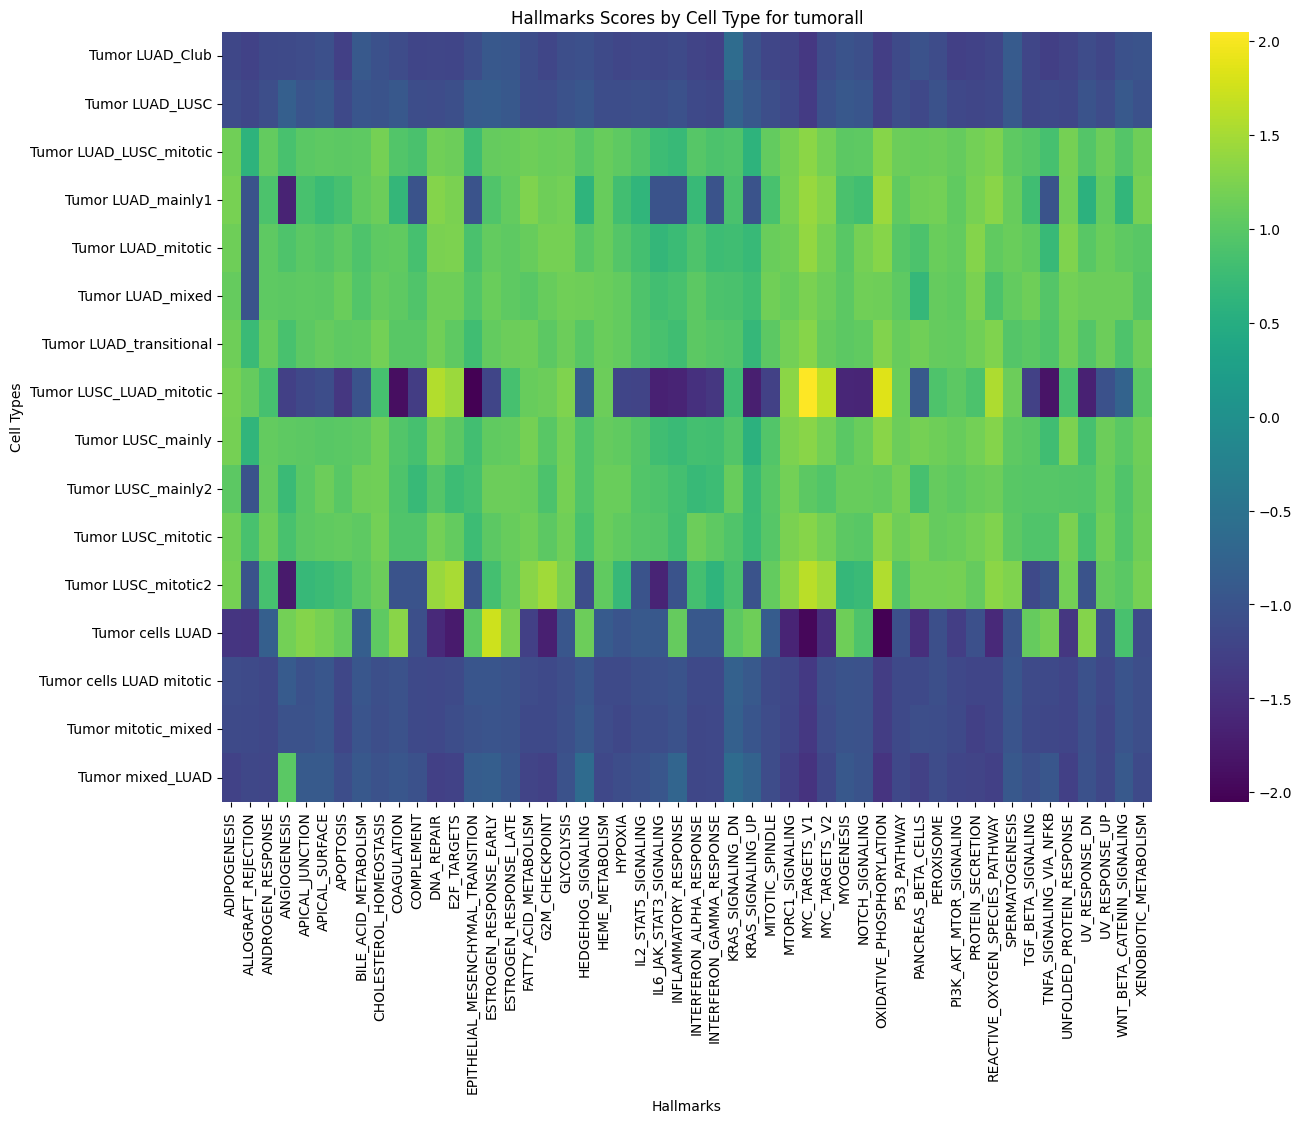 Hallmarks Scores by Cell Type for tumorall
Cell Types
Tumor LUAD_Club
Tumor LUAD_LUSC
Tumor LUAD_LUSC_mitotic
Tumor LUAD_mainly1
Tumor LUAD_mitotic
Tumor LUAD_mixed
Tumor LUAD_transitional
Tumor LUSC_LUAD_mitotic
Tumor LUSC_mainly
Tumor LUSC_mainly2
Tumor LUSC_mitotic
Tumor LUSC_mitotic2
Tumor cells LUAD
Tumor cells LUAD mitotic
Tumor mitotic_mixed
Tumor mixed_LUAD
ADIPOGENESIS
ALLOGRAFT_REJECTION
ANDROGEN_RESPONSE
ANGIOGENESIS
APICAL_JUNCTION
APICAL_SURFACE
APOPTOSIS
BILE_ACID_METABOLISM
CHOLESTEROL_HOMEOSTASIS
COAGULATION
COMPLEMENT
DNA_REPAIR
E2F_TARGETS
EPITHELIAL_MESENCHYMAL_TRANSITION
ESTROGEN_RESPONSE_EARLY
ESTROGEN_RESPONSE_LATE
FATTY_ACID_METABOLISM
G2M_CHECKPOINT
GLYCOLYSIS
HEDGEHOG_SIGNALING
HEME_METABOLISM
HYPOXIA
IL2_STAT5_SIGNALING
IL6_JAK_STAT3_SIGNALING
INFLAMMATORY_RESPONSE
INTERFERON_ALPHA_RESPONSE
INTERFERON_GAMMA_RESPONSE
KRAS_SIGNALING_DN
KRAS_SIGNALING_UP
MITOTIC_SPINDLE
MTORC1_SIGNALING
MYC_TARGETS_V1
MYC_TARGETS_V2
MYOGENESIS
NOTCH_SIGNALING
OXIDATIVE_PHOSPHORYLATION
P53_PATHWAY
PANCREAS_BETA_CELLS
PEROXISOME
PI3K_AKT_MTOR_SIGNALING
PROTEIN_SECRETION
REACTIVE_OXYGEN_SPECIES_PATHWAY
SPERMATOGENESIS
TGF_BETA_SIGNALING
TNFA_SIGNALING_VIA_NFKB
UNFOLDED_PROTEIN_RESPONSE
UV_RESPONSE_DN
UV_RESPONSE_UP
WNT_BETA_CATENIN_SIGNALING
XENOBIOTIC_METABOLISM
Hallmarks
2.0
1.5
1.0
0.5
0.0
−0.5
−1.0
−1.5
−2.0